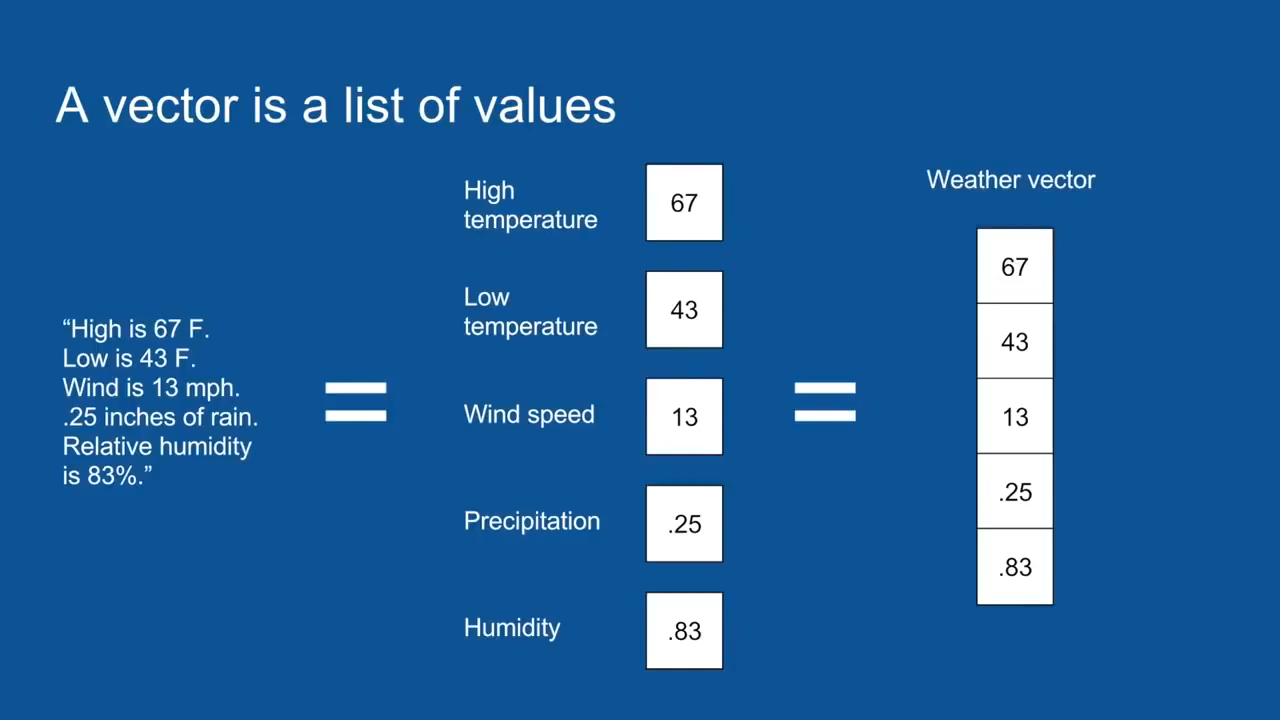 A vector is a list of values
“High is 67 F.
Low is 43 F.
Wind is 13 mph.
.25 inches of rain.
Relative humidity
is 83%.”
High
temperature
67
Low
temperature
43
Wind speed
13
Precipitation
.25
Humidity
.83
Weather vector
67
43
13
.25
.83